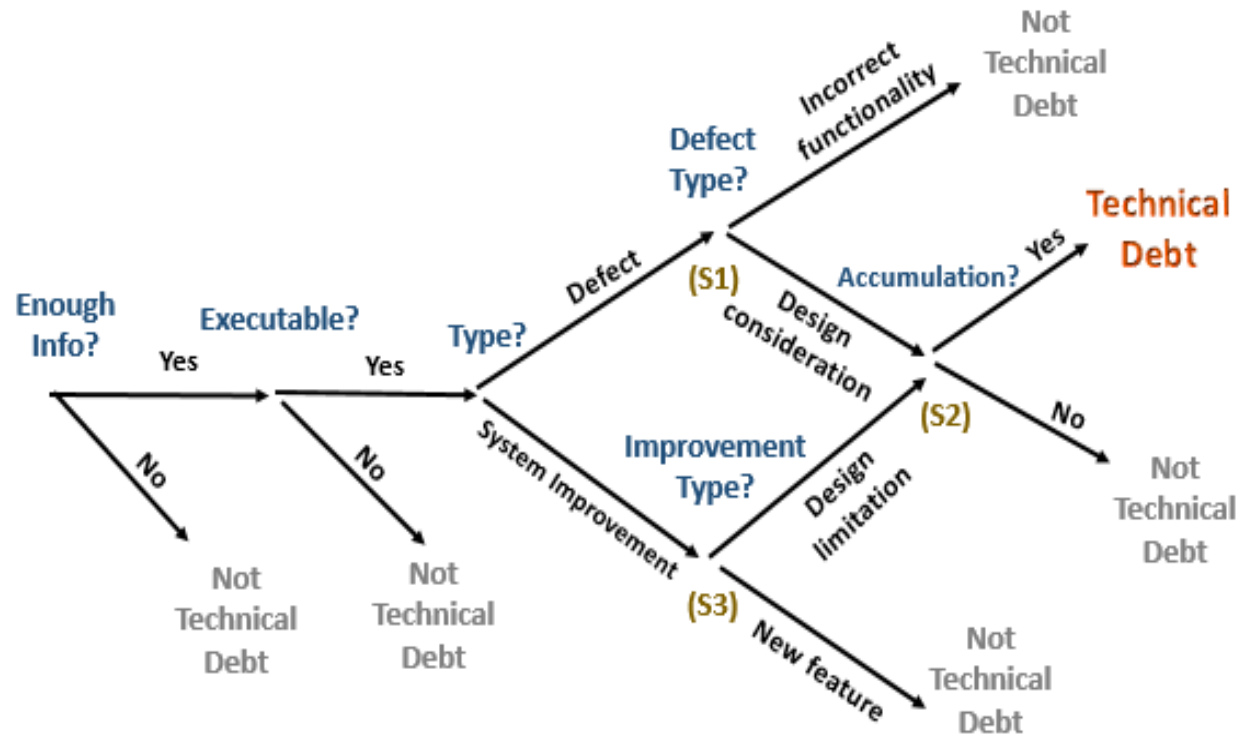 Enough
Info?
Yes
No
Not
Technical
Debt
Executable?
Yes
No
Not
Technical
Debt
Type?
Defect
System Improvement
Defect
Type?
(S1)
Incorrect
functionality
Not
Technical
Debt
Design
consideration
Improvement
Type?
(S3)
Design
limitation
New feature
Not
Technical
Debt
Accumulation?
(S2)
Yes
Technical
Debt
No
Not
Technical
Debt